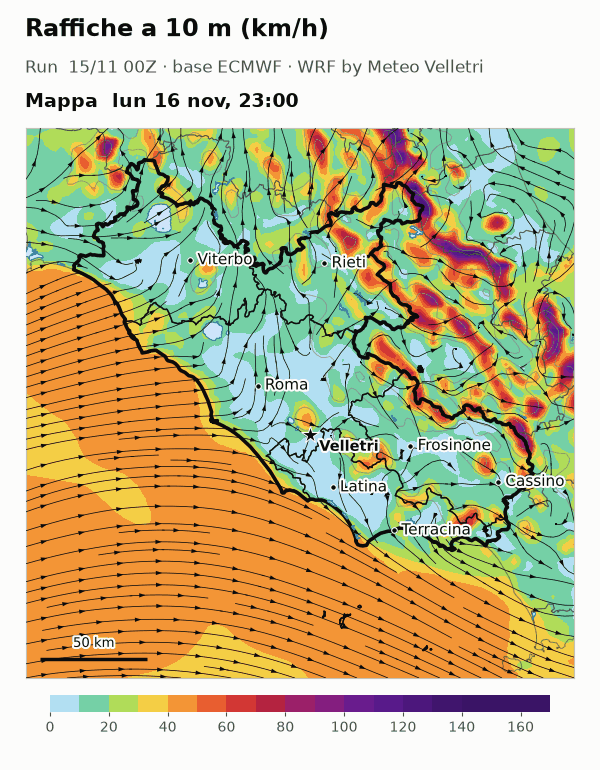 Raffiche a 10 m (km/h)
Run  15/11 00Z · base ECMWF · WRF by Meteo Velletri
Mappa  lun 16 nov, 23:00
Viterbo
Rieti
Roma
Velletri
Frosinone
Cassino
Latina
Terracina
50 km
0 20 40 60 80 100 120 140 160